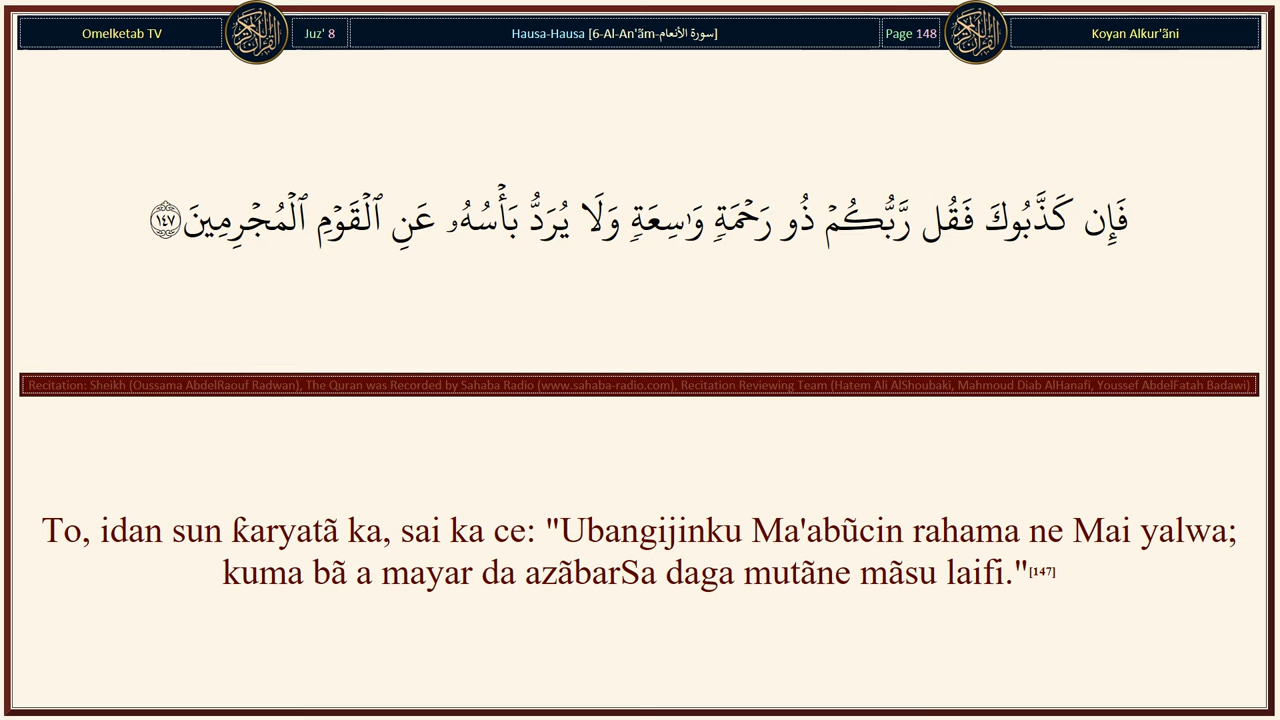 Omelketab TV
Juz' 8
Hausa-Hausa [6-Al-An'ãm-سورة الأنعام]
Page 148
Koyan Alƙur'ãni
فَإِن كَذَّبُوكَ فَقُل رَّبُّكُمۡ ذُو رَحۡمَةٖ وَٰسِعَةٖ وَلَا يُرَدُّ بَأۡسُهُۥ عَنِ ٱلۡقَوۡمِ ٱلۡمُجۡرِمِينَ ١٤٧
Recitation: Sheikh (Oussama AbdelRaouf Radwan), The Quran was Recorded by Sahaba Radio (www.sahaba-radio.com), Recitation Reviewing Team (Hatem Ali AlShoubaki, Mahmoud Diab AlHanafi, Youssef AbdelFatah Badawi)
To, idan sun ƙaryatã ka, sai ka ce: "Ubangijinku Ma'abũcin rahama ne Mai yalwa;
kuma bã a mayar da azãbarSa daga mutãne mãsu laifi."[147]